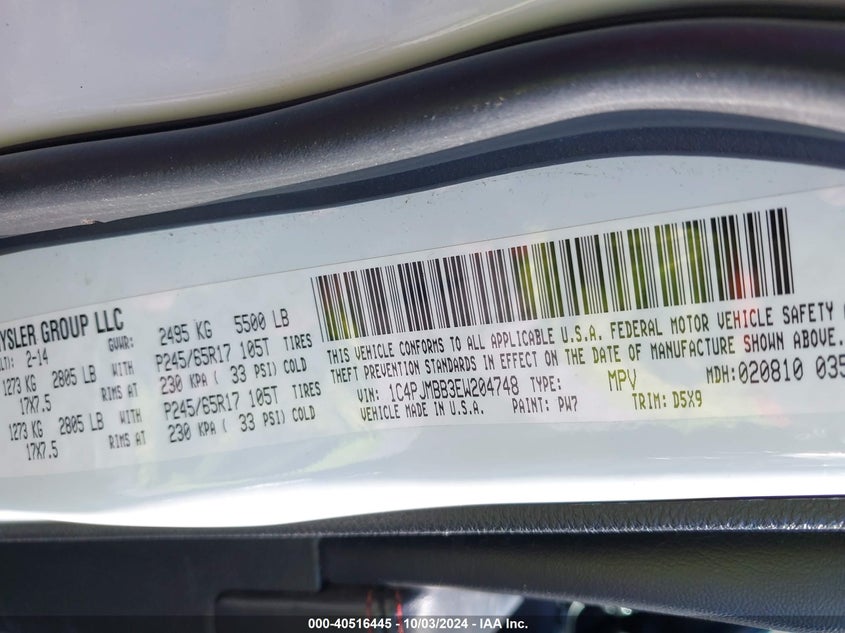 YSLER GROUP LLC
LT): 2-14 GVWR: 2495 KG 5500 LB
1273 KG 2805 LB WITH P245/65R17 105T TIRES
17X7.5 RIMS AT 230 KPA ( 33 PSI) COLD
1273 KG 2805 LB WITH P245/65R17 105T TIRES
17X7.5 RIMS AT 230 KPA ( 33 PSI) COLD
THIS VEHICLE CONFORMS TO ALL APPLICABLE U.S.A. FEDERAL MOTOR VEHICLE SAFETY
THEFT PREVENTION STANDARDS IN EFFECT ON THE DATE OF MANUFACTURE SHOWN ABOVE.
VIN: 1C4PJMBB3EW204748 TYPE: MPV MDH:020810 035
VEHICLE MADE IN U.S.A. PAINT: PW7 TRIM: D5X9
000-40516445 - 10/03/2024 - IAA Inc.